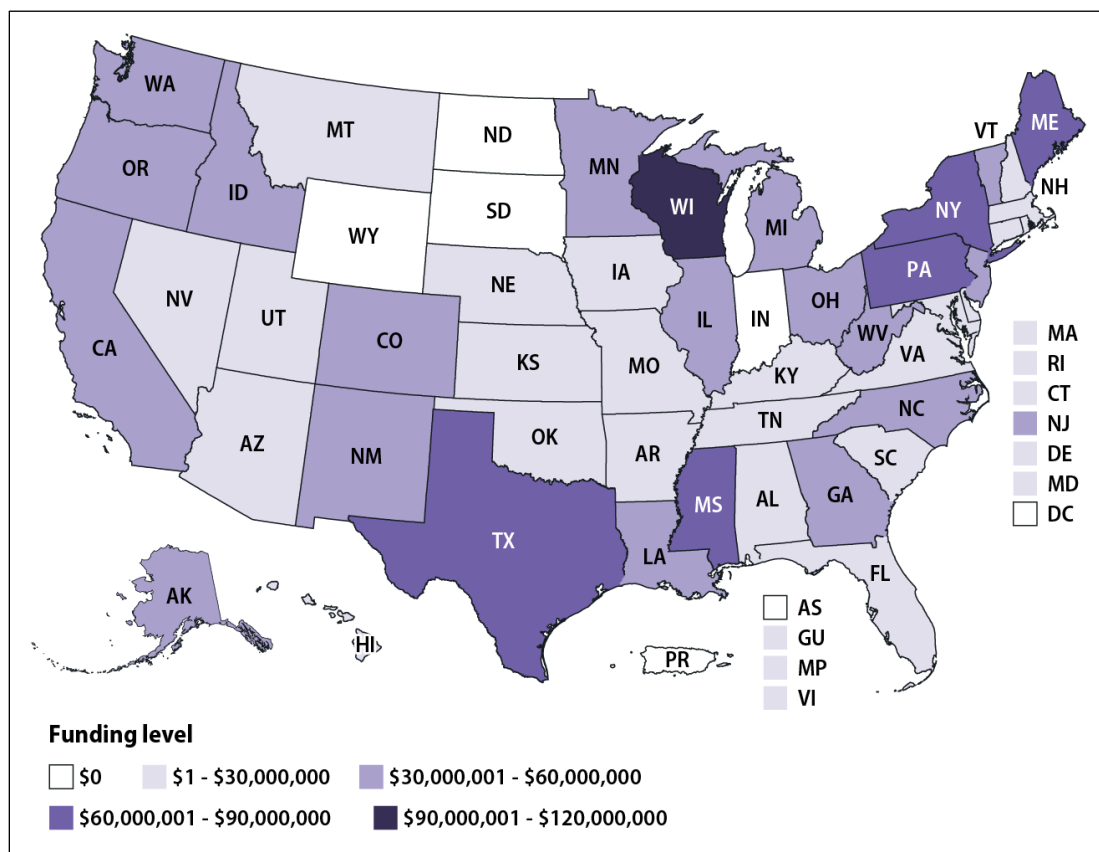 WA
MT
ND
MN
VT
ME
OR
ID
SD
WI
MI
NY
NH
WY
IA
PA
NE
NV
UT
CO
IL
IN
OH
WV
VA
CA
KS
MO
KY
MA
RI
CT
NJ
DE
MD
DC
AZ
NM
OK
AR
TN
NC
SC
TX
LA
MS
AL
GA
FL
AK
HI
PR
AS
GU
MP
VI
Funding level
$0 $1 - $30,000,000 $30,000,001 - $60,000,000
$60,000,001 - $90,000,000 $90,000,001 - $120,000,000